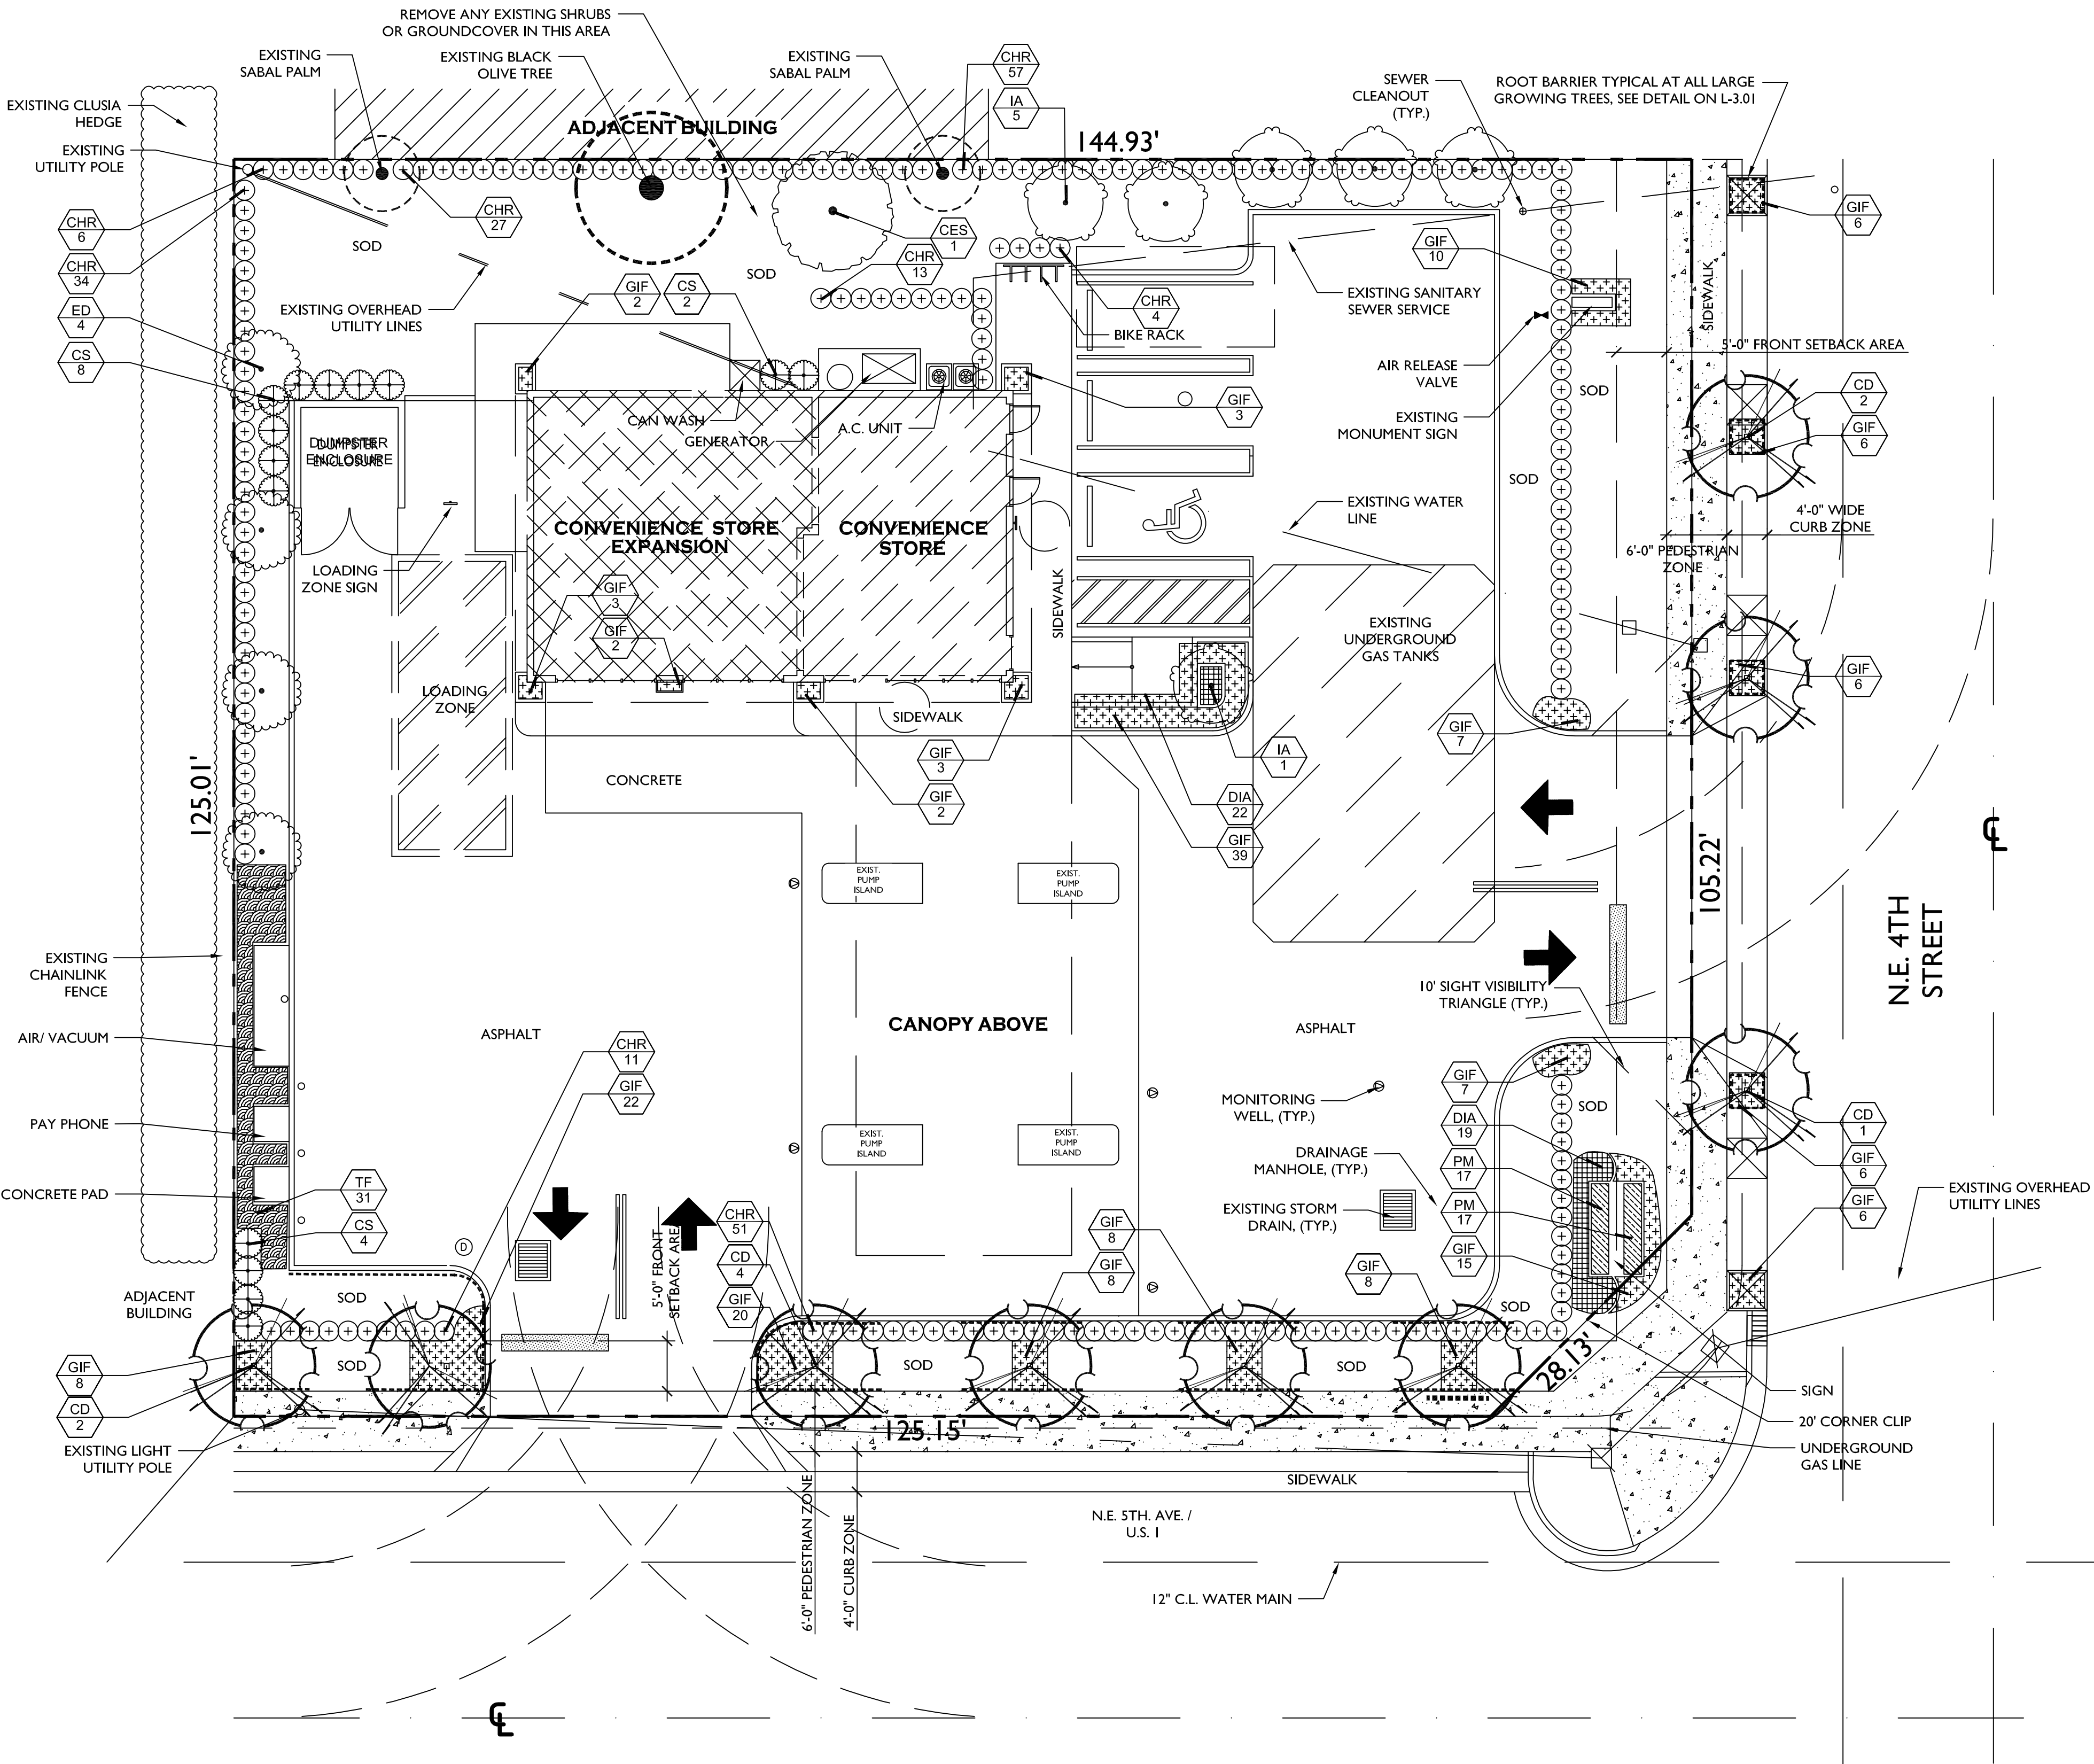 REMOVE ANY EXISTING SHRUBS
OR GROUNDCOVER IN THIS AREA
EXISTING
SABAL PALM
EXISTING BLACK
OLIVE TREE
EXISTING
SABAL PALM
CHR
57
IA
5
SEWER
CLEANOUT
(TYP.)
ROOT BARRIER TYPICAL AT ALL LARGE
GROWING TREES, SEE DETAIL ON L-3.01
EXISTING CLUSIA
HEDGE
EXISTING
UTILITY POLE
ADJACENT BUILDING
144.93'
CHR
6
CHR
34
ED
4
CS
8
CHR
27
SOD
EXISTING OVERHEAD
UTILITY LINES
SOD
CES
1
CHR
13
GIF
2
CS
2
CHR
4
BIKE RACK
EXISTING SANITARY
SEWER SERVICE
GIF
10
GIF
6
SIDEWALK
AIR RELEASE
VALVE
5'-0" FRONT SETBACK AREA
EXISTING
MONUMENT SIGN
SOD
CD
2
GIF
6
GIF
3
CAN WASH
GENERATOR
A.C. UNIT
DUMPSTER
ENCLOSURE
DUMPSTER
ENCLOSURE
SOD
EXISTING WATER
LINE
4'-0" WIDE
CURB ZONE
6'-0" PEDESTRIAN
ZONE
CONVENIENCE STORE
EXPANSION
CONVENIENCE
STORE
LOADING
ZONE SIGN
GIF
3
GIF
2
SIDEWALK
EXISTING
UNDERGROUND
GAS TANKS
GIF
6
LOADING
ZONE
SIDEWALK
GIF
7
GIF
3
GIF
2
IA
1
DIA
22
GIF
39
CONCRETE
125.01'
105.22'
N.E. 4TH
STREET
EXIST.
PUMP
ISLAND
EXIST.
PUMP
ISLAND
EXISTING
CHAINLINK
FENCE
AIR/ VACUUM
PAY PHONE
CONCRETE PAD
ASPHALT
CANOPY ABOVE
ASPHALT
10' SIGHT VISIBILITY
TRIANGLE (TYP.)
CHR
11
GIF
22
MONITORING
WELL, (TYP.)
GIF
7
DIA
19
PM
17
PM
17
GIF
15
SOD
CD
1
GIF
6
GIF
6
EXIST.
PUMP
ISLAND
EXIST.
PUMP
ISLAND
DRAINAGE
MANHOLE, (TYP.)
EXISTING STORM
DRAIN, (TYP.)
EXISTING OVERHEAD
UTILITY LINES
TF
31
CS
4
D
5'-0" FRONT
SETBACK AREA
CHR
51
CD
4
GIF
20
GIF
8
GIF
8
GIF
8
ADJACENT
BUILDING
SOD
SOD
SOD
SOD
SOD
28.13'
GIF
8
CD
2
EXISTING LIGHT
UTILITY POLE
125.15'
SIGN
20' CORNER CLIP
UNDERGROUND
GAS LINE
SIDEWALK
6'-0" PEDESTRIAN ZONE
4'-0" CURB ZONE
N.E. 5TH. AVE. /
U.S. 1
12" C.L. WATER MAIN